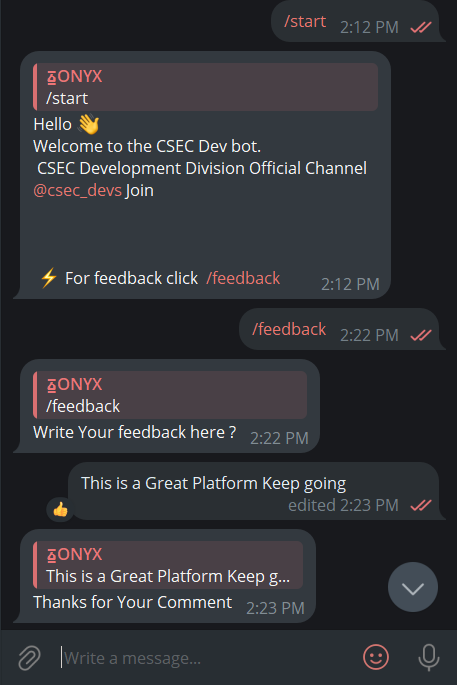 /start 2:12 PM
ONYX
/start
Hello 👋
Welcome to the CSEC Dev bot.
CSEC Development Division Official Channel
@csec_devs Join
⚡ For feedback click /feedback 2:12 PM
/feedback 2:22 PM
ONYX
/feedback
Write Your feedback here ? 2:22 PM
This is a Great Platform Keep going
edited 2:23 PM
👍
ONYX
This is a Great Platform Keep g...
Thanks for Your Comment 2:23 PM
Write a message...